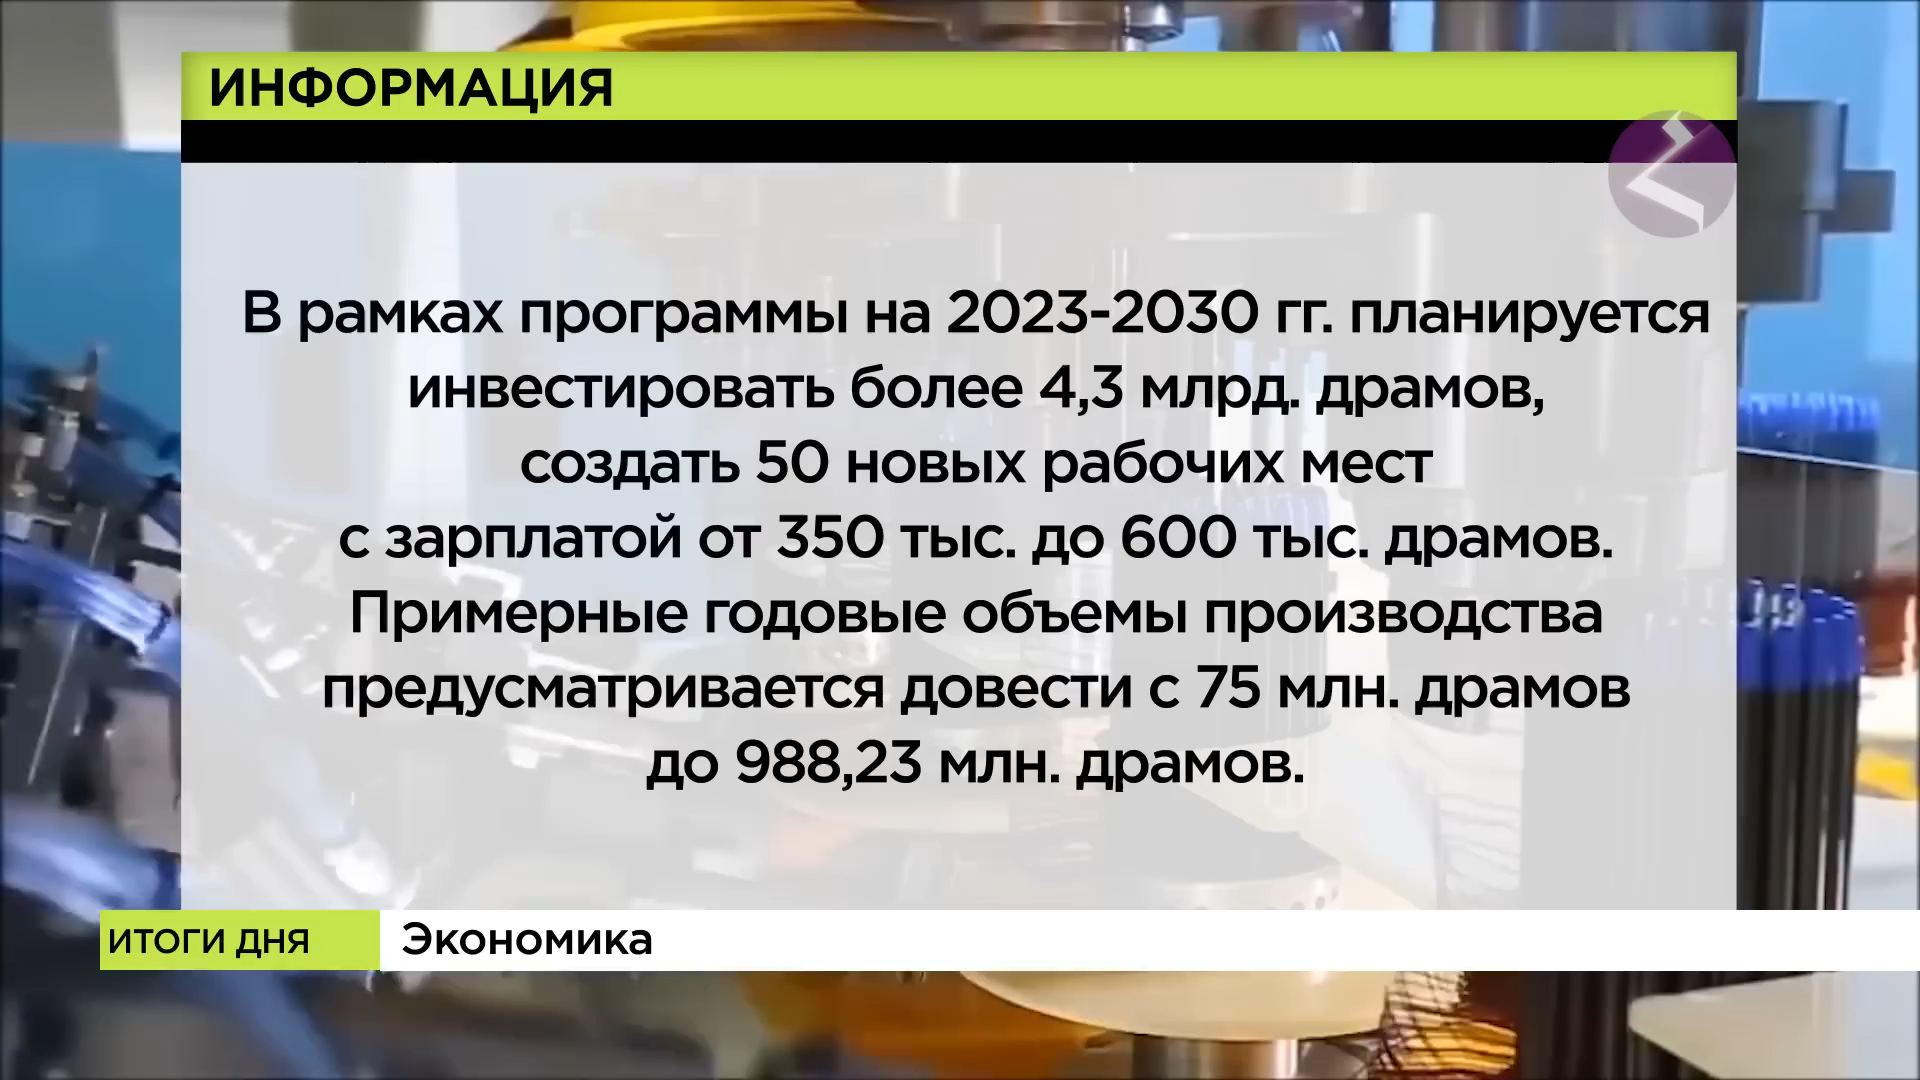 ИНФОРМАЦИЯ
В рамках программы на 2023-2030 гг. планируется
инвестировать более 4,3 млрд. драмов,
создать 50 новых рабочих мест
с зарплатой от 350 тыс. до 600 тыс. драмов.
Примерные годовые объемы производства
предусматривается довести с 75 млн. драмов
до 988,23 млн. драмов.
ИТОГИ ДНЯ
Экономика